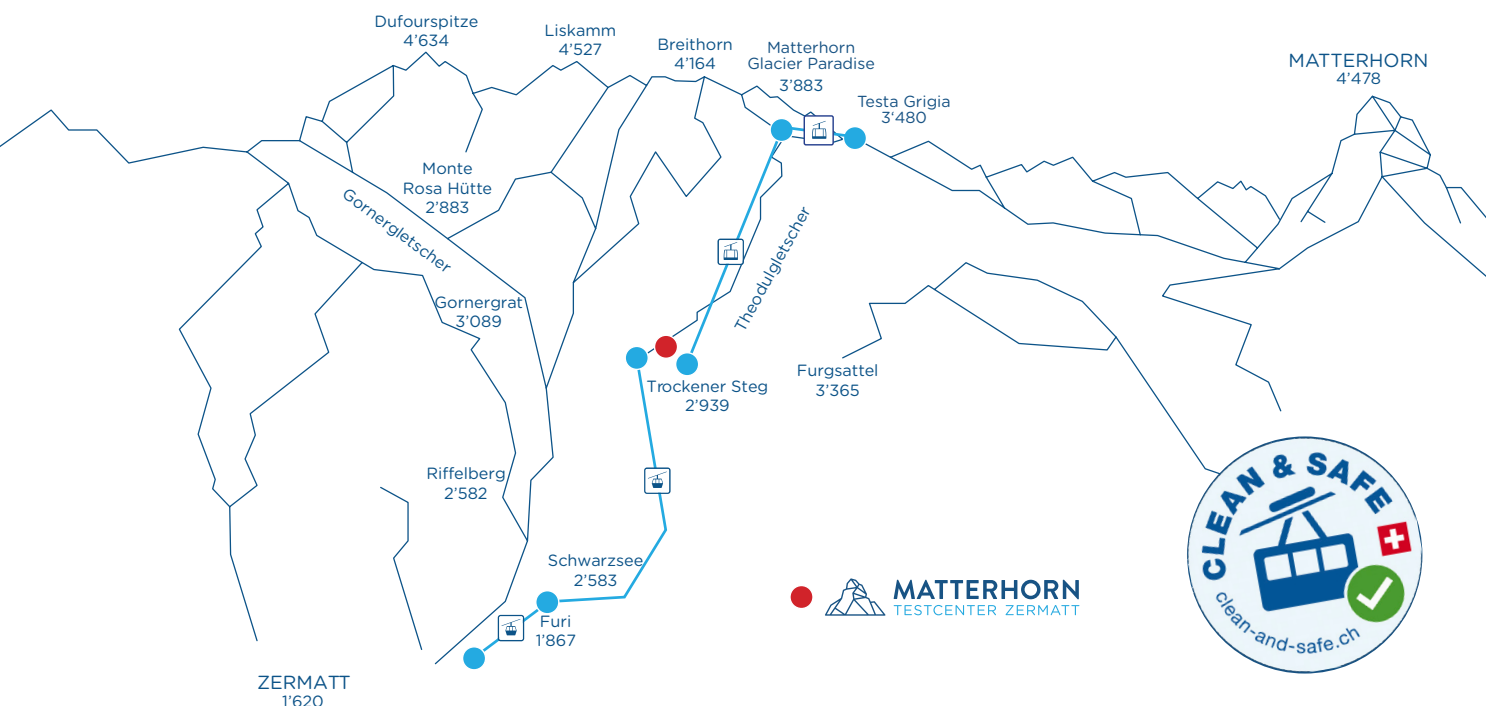 Dufourspitze
4’634
Liskamm
4’527
Breithorn
4’164
Matterhorn
Glacier Paradise
3’883
Testa Grigia
3‘480
MATTERHORN
4’478
Monte
Rosa Hütte
2’883
Gornergletscher
Theodulgletscher
Gornergrat
3’089
Trockener Steg
2’939
Furgsattel
3’365
Riffelberg
2’582
Schwarzsee
2’583
Furi
1’867
ZERMATT
1’620
MATTERHORN
TESTCENTER ZERMATT
CLEAN & SAFE
clean-and-safe.ch